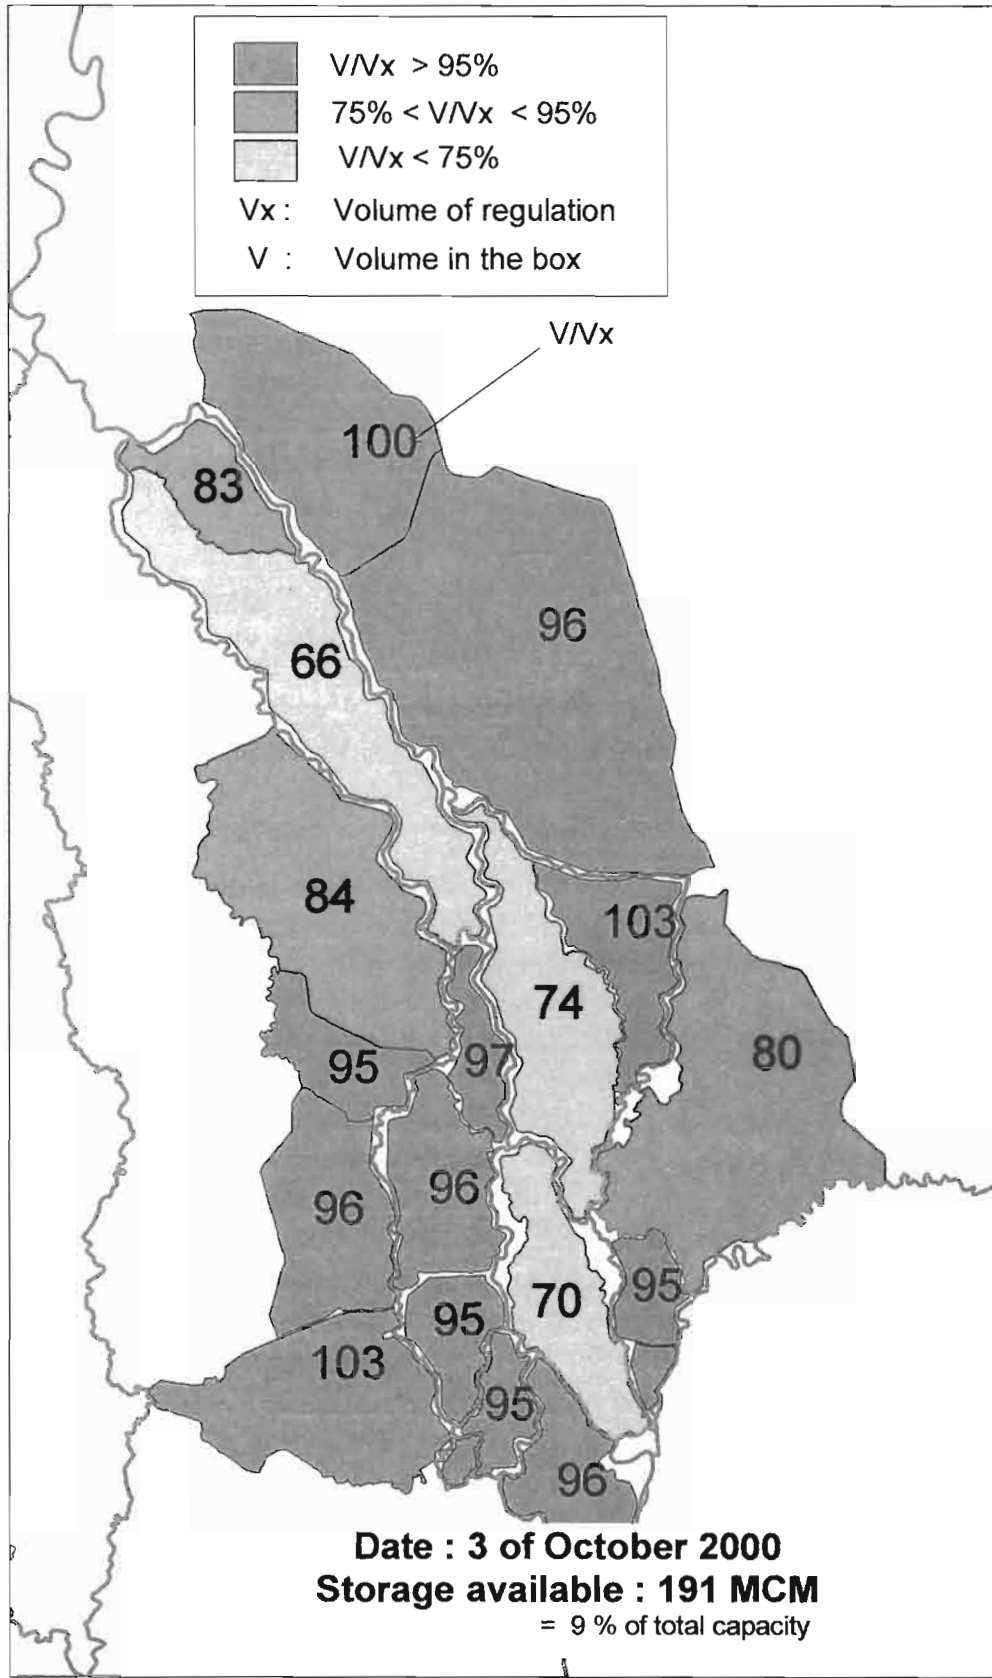 V/Vx > 95%
75% < V/Vx < 95%
V/Vx < 75%
Vx : Volume of regulation
V : Volume in the box
V/Vx
100
83
96
66
84
103
74
80
97
95
96
96
95
70
95
103
95
96
Date : 3 of October 2000
Storage available : 191 MCM
= 9 % of total capacity